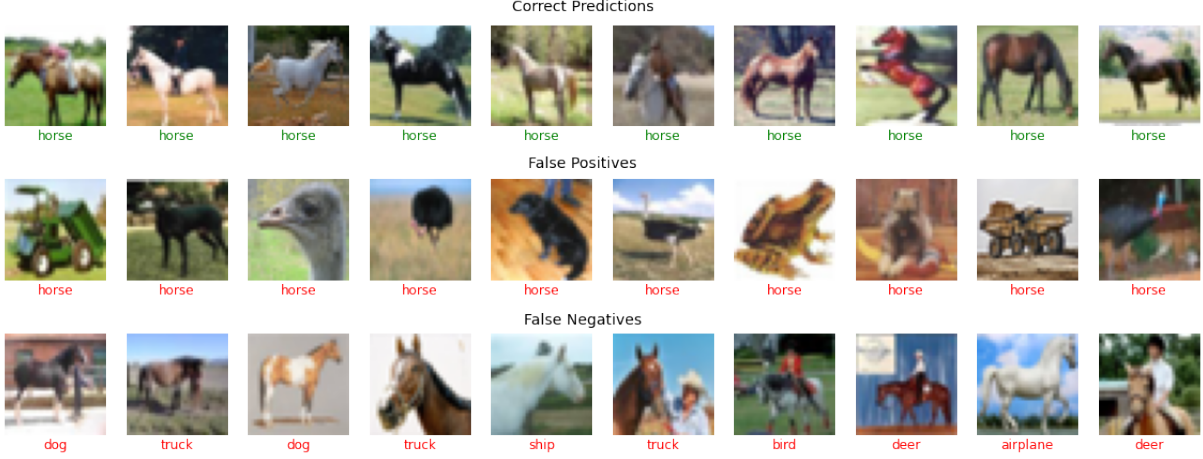 Correct Predictions
horse horse horse horse horse horse horse horse horse horse
False Positives
horse horse horse horse horse horse horse horse horse horse
False Negatives
dog truck dog truck ship truck bird deer airplane deer